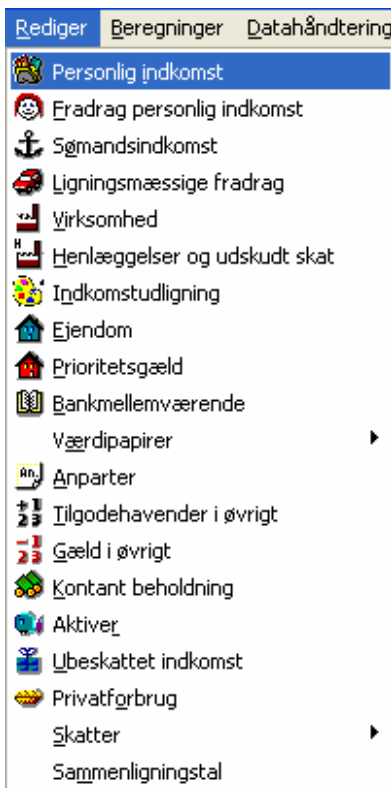 Rediger Beregninger Datahåndtering
Personlig indkomst
Fradrag personlig indkomst
Sømandsindkomst
Ligningsmæssige fradrag
Virksomhed
Henlæggelser og udskudt skat
Indkomstudligning
Ejendom
Prioritetsgæld
Bankmellemværende
Værdipapirer
Anparter
Tilgodehavender i øvrigt
Gæld i øvrigt
Kontant beholdning
Aktiver
Ubeskattet indkomst
Privatforbrug
Skatter
Sammenligningstal